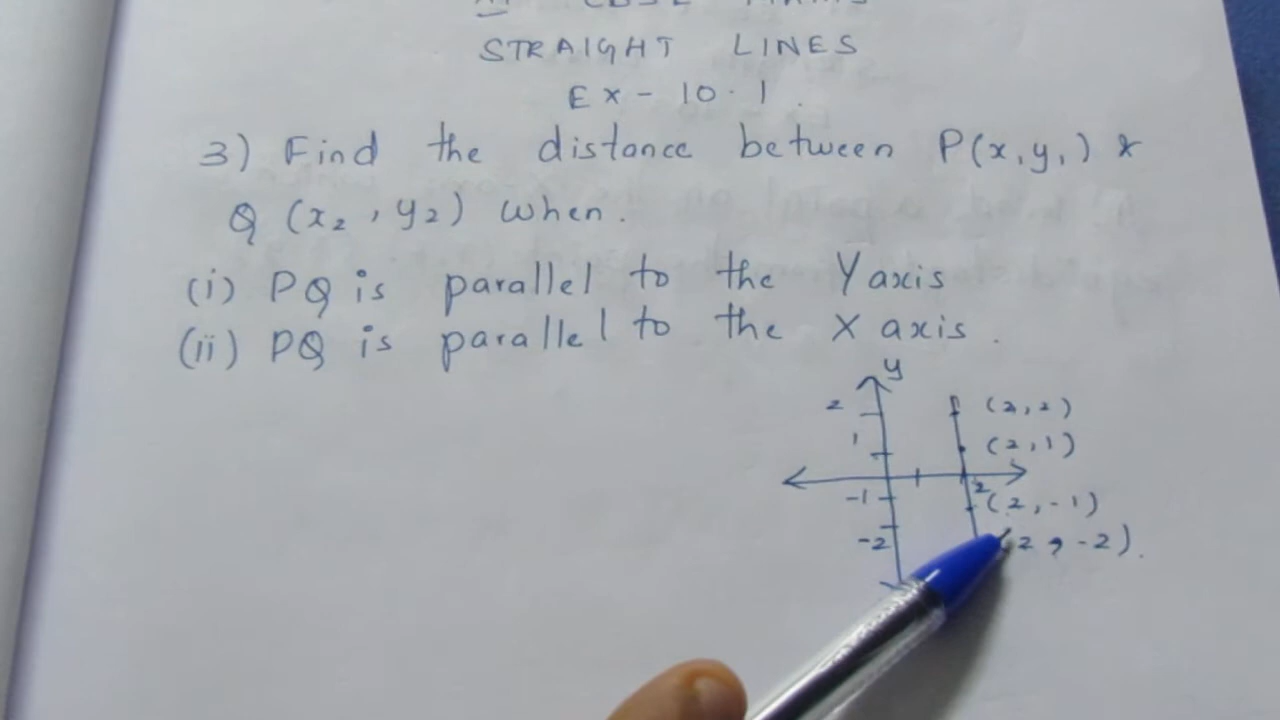 STRAIGHT LINES
Ex - 10.1
3) Find the distance between P(x, y₁) &
Q (x₂, y₂) when.
(i) PQ is parallel to the Y axis
(ii) PQ is parallel to the X axis.
y
2 (2,2)
1 (2,1)
2
-1 (2,-1)
-2 (2,-2).